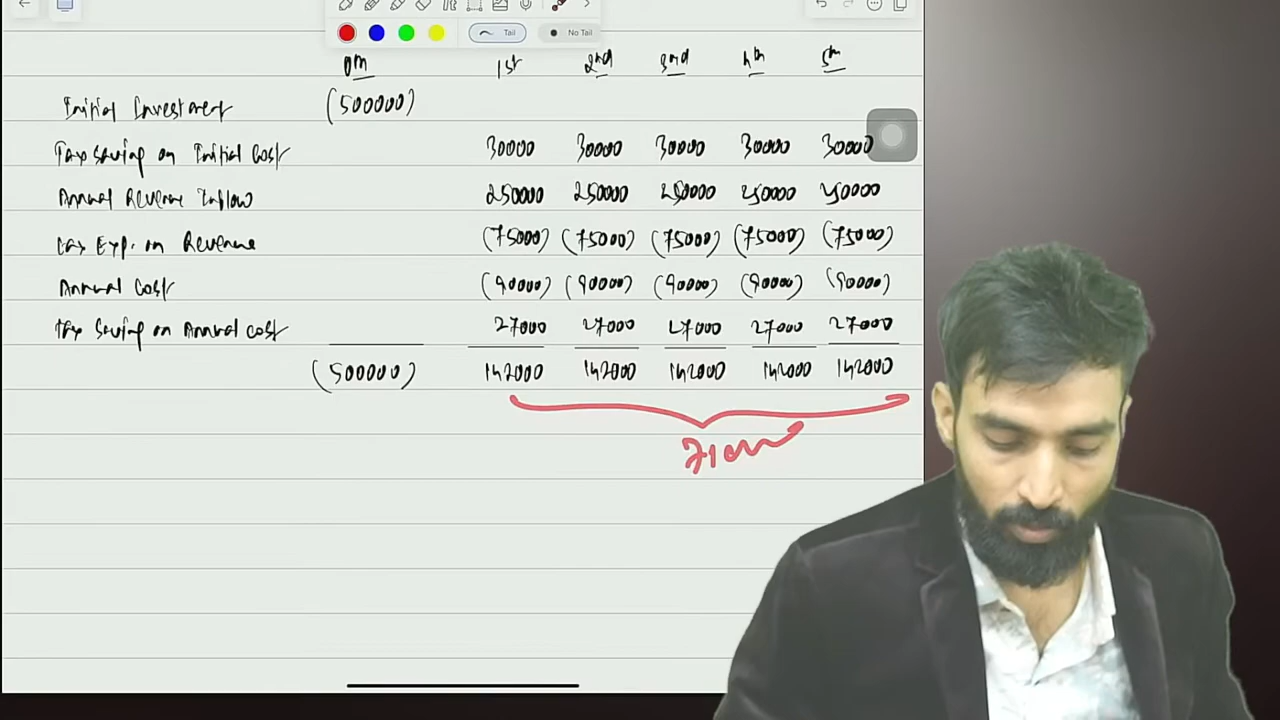 Tail No Tail
0th 1st 2nd 3rd 4th 5th
Initial Investment (500000)
Tax Saving on Initial Cost 30000 30000 30000 30000 30000
Annual Revenue Inflow 250000 250000 250000 250000 250000
Tax Exp. on Revenue (75000) (75000) (75000) (75000) (75000)
Annual Cost (90000) (90000) (90000) (90000) (90000)
Tax Saving on Annual cost 27000 27000 27000 27000 27000
(500000) 142000 142000 142000 142000 142000